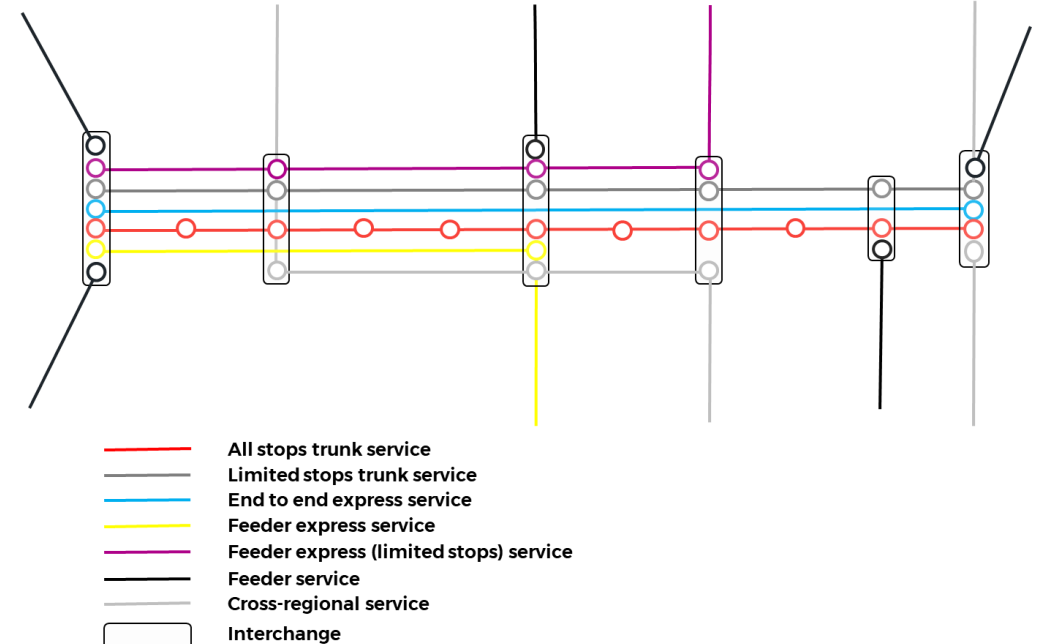 All stops trunk service
Limited stops trunk service
End to end express service
Feeder express service
Feeder express (limited stops) service
Feeder service
Cross-regional service
Interchange